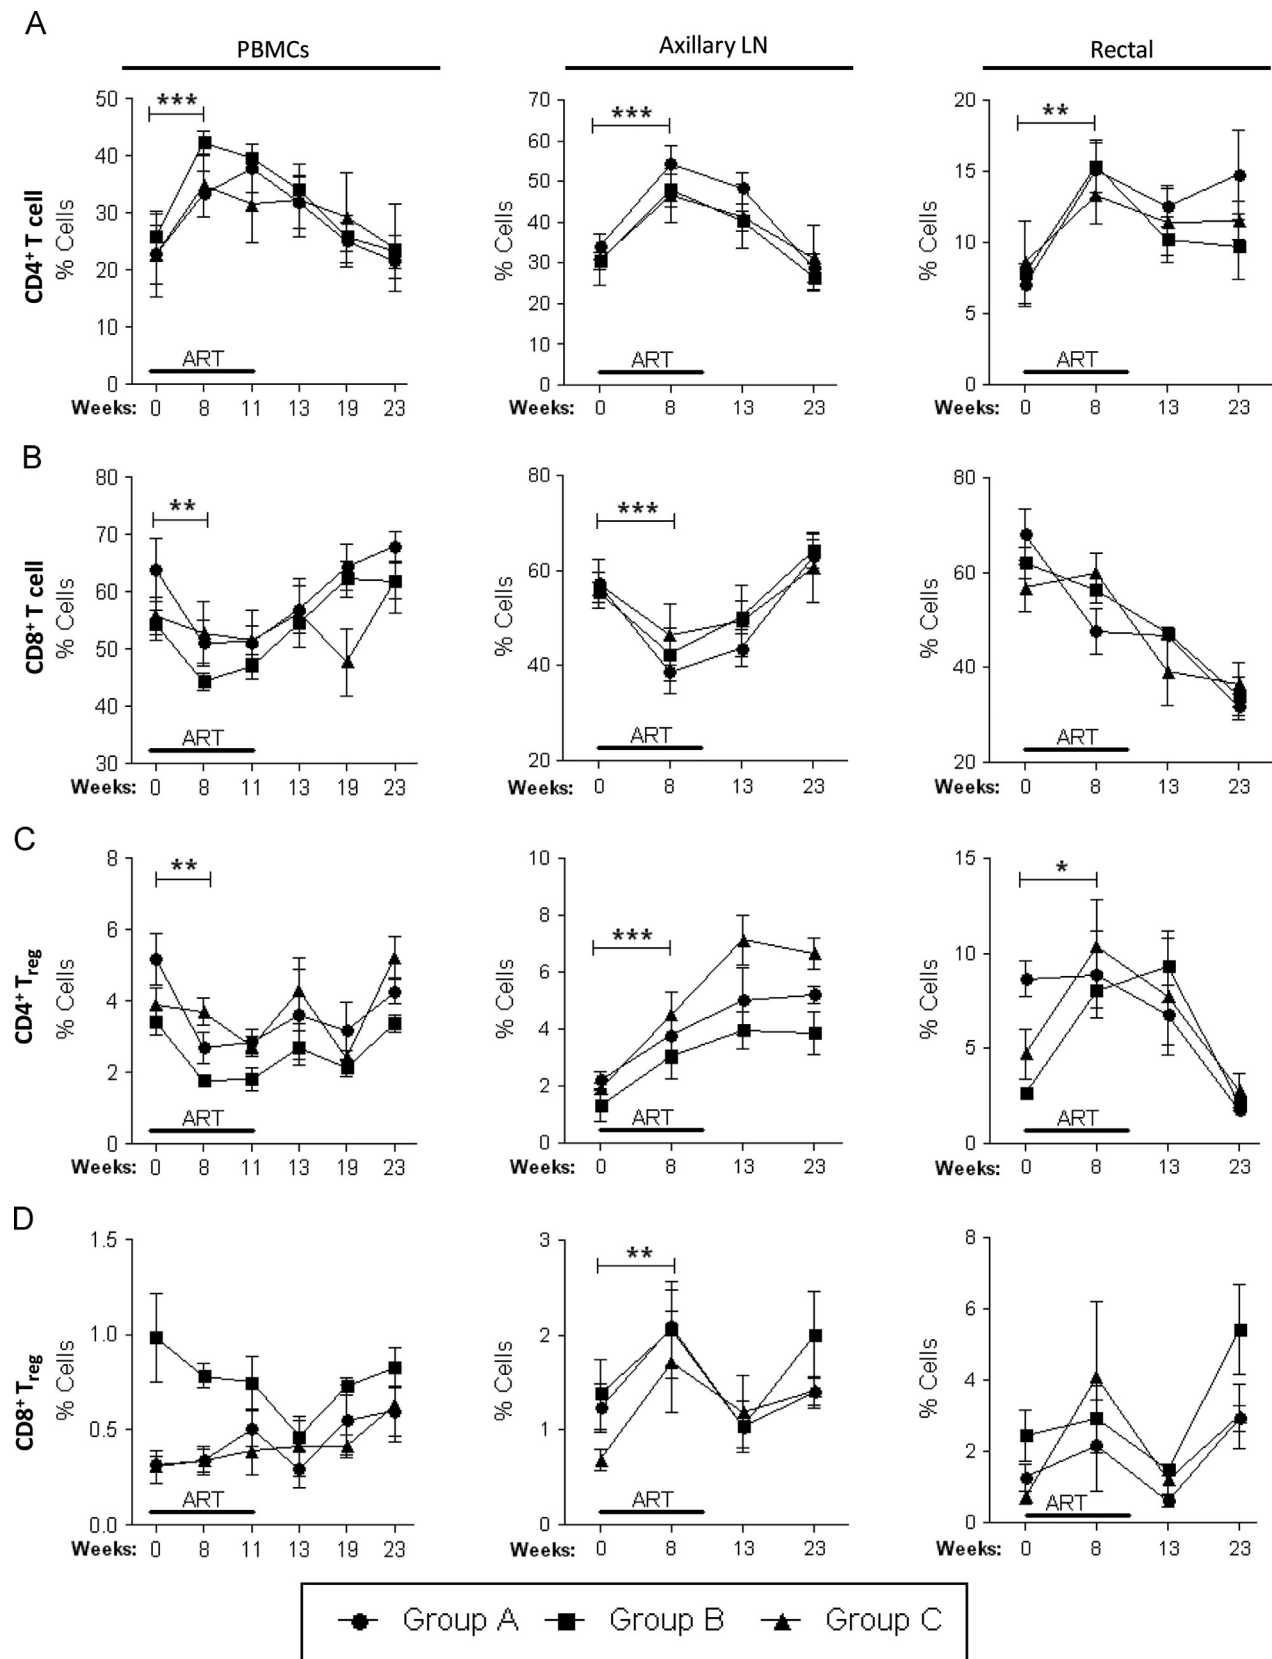 A
PBMCs Axillary LN Rectal
CD4+ T cell
% Cells % Cells % Cells
50 40 30 20 10 0
*** 
ART
Weeks: 0 8 11 13 19 23
70 60 50 40 30 20 10 0
***
ART
Weeks: 0 8 13 23
20 15 10 5 0
**
ART
Weeks: 0 8 13 23
B
CD8+ T cell
% Cells % Cells % Cells
80 70 60 50 40 30
**
ART
Weeks: 0 8 11 13 19 23
80 60 40 20
***
ART
Weeks: 0 8 13 23
80 60 40 20
ART
Weeks: 0 8 13 23
C
CD4+ Treg
% Cells % Cells % Cells
8 6 4 2 0
**
ART
Weeks: 0 8 11 13 19 23
10 8 6 4 2 0
***
ART
Weeks: 0 8 13 23
15 10 5 0
*
ART
Weeks: 0 8 13 23
D
CD8+ Treg
% Cells % Cells % Cells
1.5 1.0 0.5 0.0
ART
Weeks: 0 8 11 13 19 23
3 2 1 0
**
ART
Weeks: 0 8 13 23
8 6 4 2 0
ART
Weeks: 0 8 13 23
Group A Group B Group C